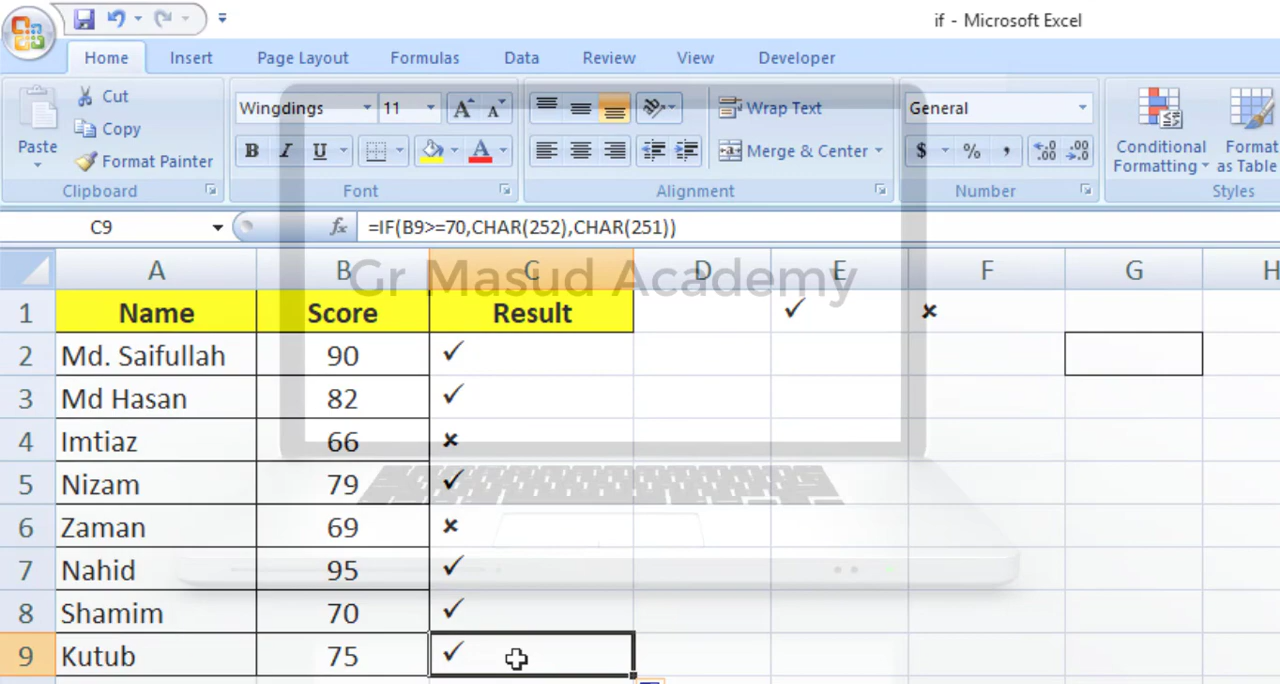 if - Microsoft Excel
Home Insert Page Layout Formulas Data Review View Developer
Paste Cut Copy Format Painter
Clipboard
Wingdings 11 A A
B I U A
Font
Wrap Text
Merge & Center
Alignment
General
$ % , .0 .00 .00 .0
Number
Conditional Formatting Format as Table
Styles
C9 fx =IF(B9>=70,CHAR(252),CHAR(251))
Gr Masud Academy
A B C D E F G H
1 Name Score Result ✓ ×
2 Md. Saifullah 90 ✓
3 Md Hasan 82 ✓
4 Imtiaz 66 ×
5 Nizam 79 ✓
6 Zaman 69 ×
7 Nahid 95 ✓
8 Shamim 70 ✓
9 Kutub 75 ✓